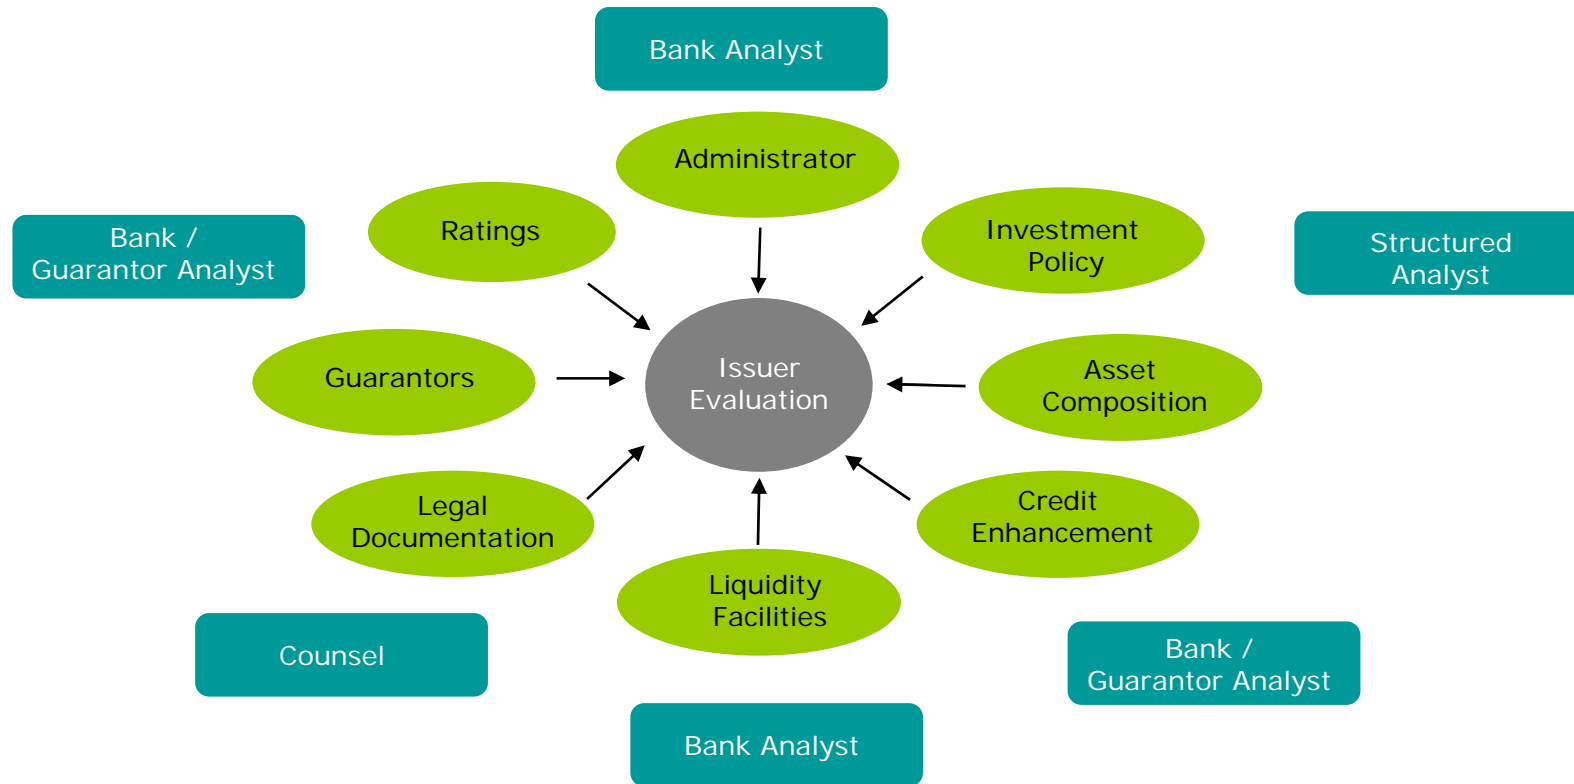 Bank Analyst
Administrator
Ratings
Investment
Policy
Bank /
Guarantor Analyst
Structured
Analyst
Guarantors
Issuer
Evaluation
Asset
Composition
Legal
Documentation
Credit
Enhancement
Liquidity
Facilities
Counsel
Bank /
Guarantor Analyst
Bank Analyst